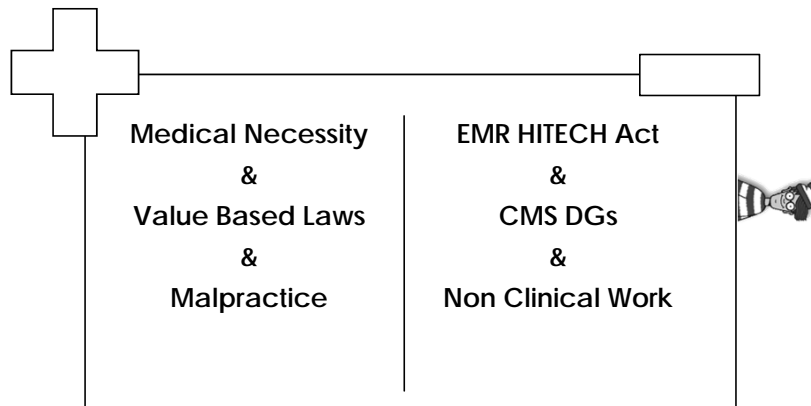 Medical Necessity
&
Value Based Laws
&
Malpractice
EMR HITECH Act
&
CMS DGs
&
Non Clinical Work